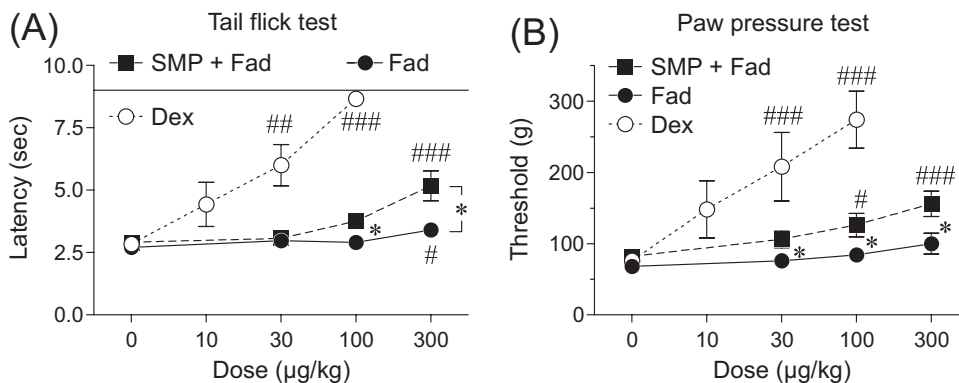 (A)
Tail flick test
SMP + Fad
Fad
Dex
10.0
7.5
5.0
2.5
0.0
Latency (sec)
##
###
###
*
*
#
0 10 30 100 300
Dose (µg/kg)
(B)
Paw pressure test
SMP + Fad
Fad
Dex
300
200
100
0
Threshold (g)
###
###
#
###
*
*
*
0 10 30 100 300
Dose (µg/kg)